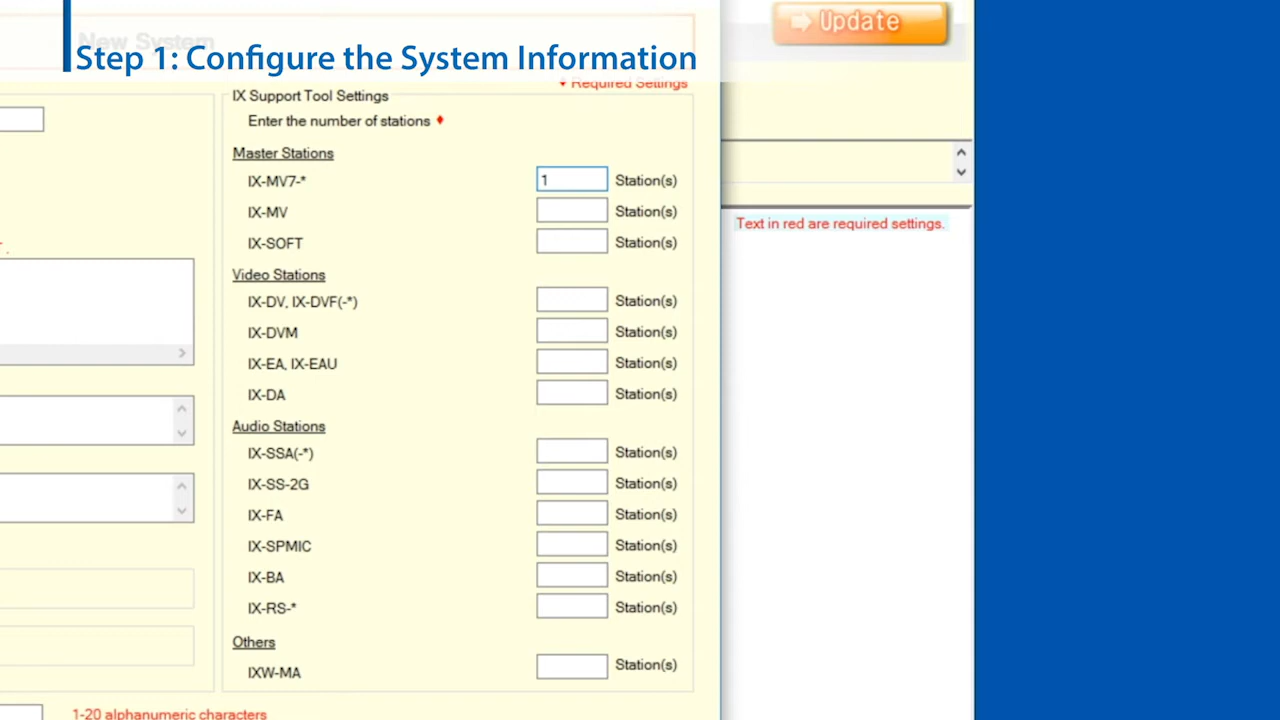 New System
Update
Step 1: Configure the System Information
Required Settings
IX Support Tool Settings
Enter the number of stations
Master Stations
IX-MV7-* 1 Station(s)
IX-MV Station(s)
IX-SOFT Station(s)
Text in red are required settings.
Video Stations
IX-DV, IX-DVF(-*) Station(s)
IX-DVM Station(s)
IX-EA, IX-EAU Station(s)
IX-DA Station(s)
Audio Stations
IX-SSA(-*) Station(s)
IX-SS-2G Station(s)
IX-FA Station(s)
IX-SPMIC Station(s)
IX-BA Station(s)
IX-RS-* Station(s)
Others
IXW-MA Station(s)
1-20 alphanumeric characters